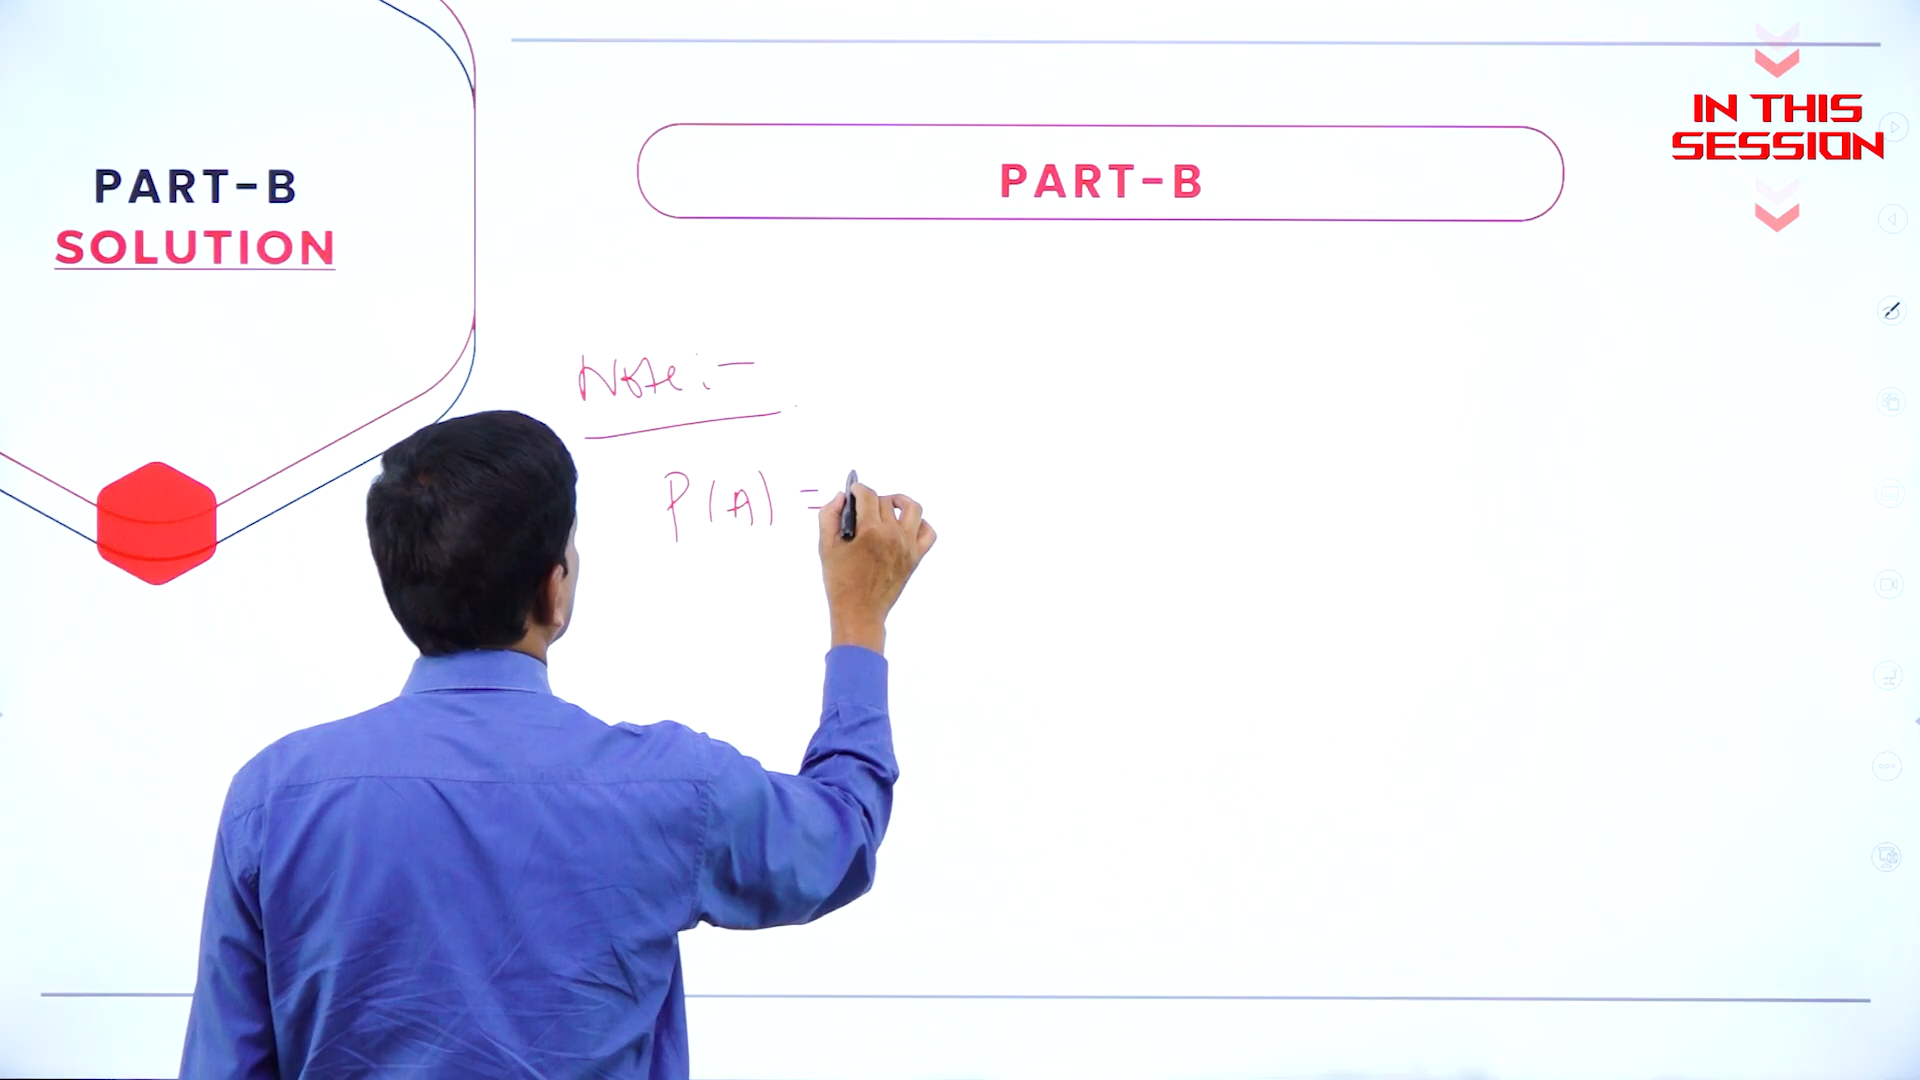 IN THIS
SESSION
PART-B
SOLUTION
PART-B
Note :-
P(A) =